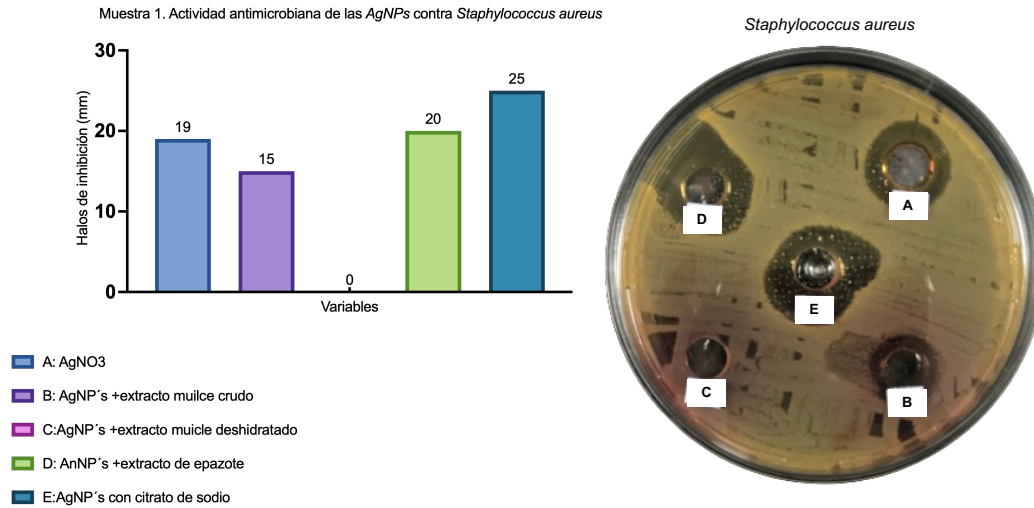 Muestra 1. Actividad antimicrobiana de las AgNPs contra Staphylococcus aureus
Halos de inhibición (mm)
30
20
10
0
19
15
0
20
25
Variables
A: AgNO3
B: AgNP´s +extracto muilce crudo
C:AgNP´s +extracto muicle deshidratado
D: AnNP´s +extracto de epazote
E:AgNP´s con citrato de sodio
Staphylococcus aureus
D
A
E
C
B